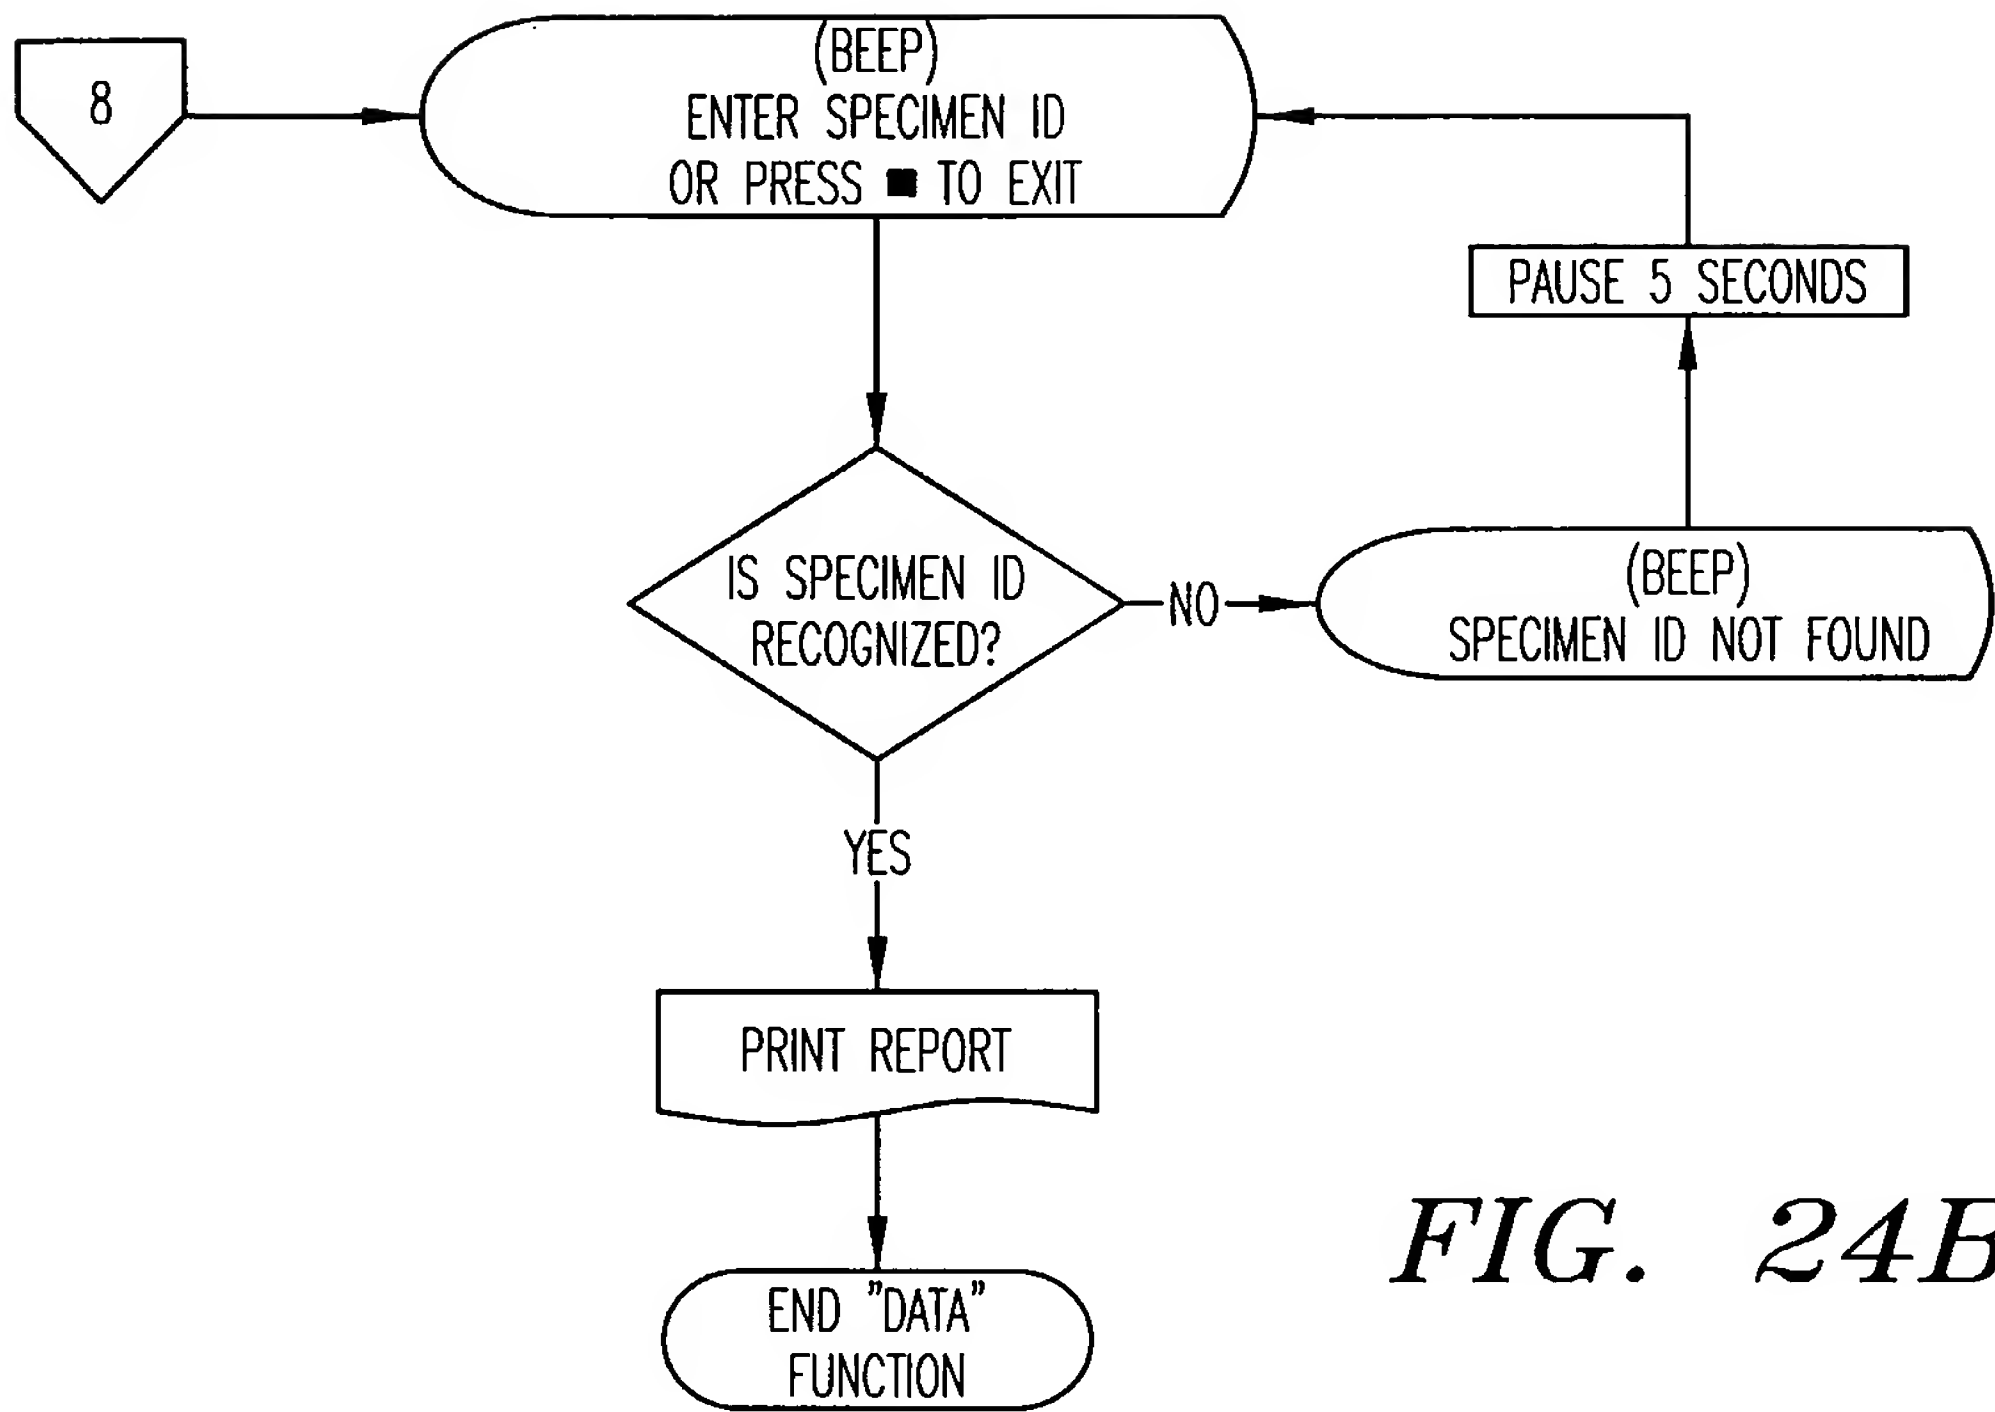 8
(BEEP)
ENTER SPECIMEN ID
OR PRESS ■ TO EXIT
PAUSE 5 SECONDS
IS SPECIMEN ID
RECOGNIZED?
NO
(BEEP)
SPECIMEN ID NOT FOUND
YES
PRINT REPORT
END "DATA"
FUNCTION
FIG. 24B